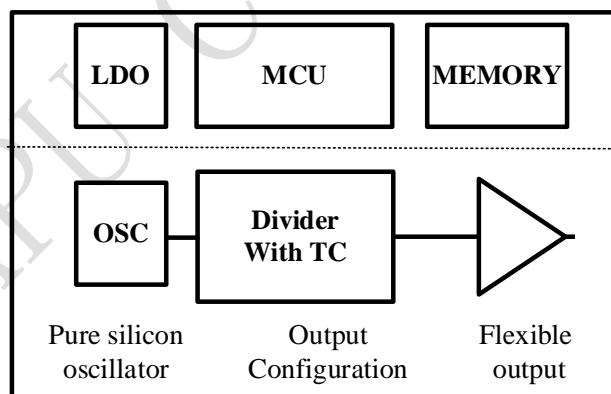 LDO
MCU
MEMORY
OSC
Divider
With TC
Pure silicon
oscillator
Output
Configuration
Flexible
output